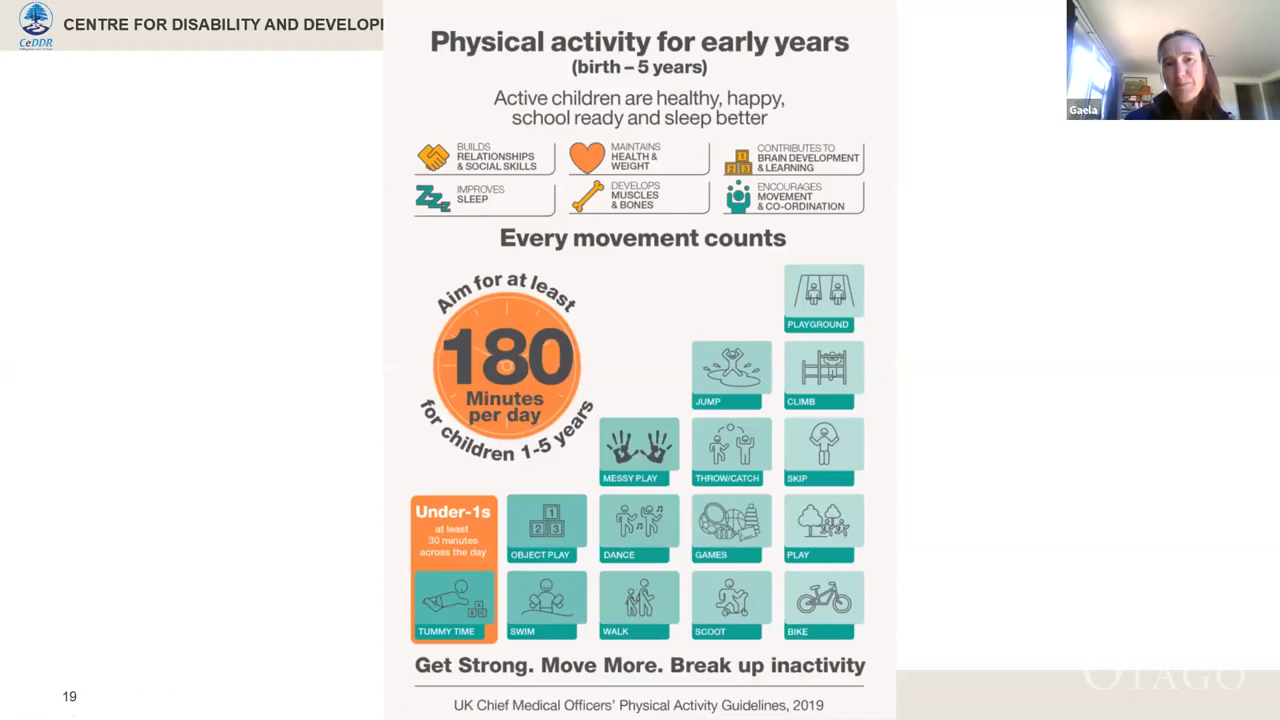 CeDDR
CENTRE FOR DISABILITY AND DEVELOP
Gaela
Physical activity for early years
(birth – 5 years)
Active children are healthy, happy,
school ready and sleep better
BUILDS
RELATIONSHIPS
& SOCIAL SKILLS
MAINTAINS
HEALTH &
WEIGHT
CONTRIBUTES TO
BRAIN DEVELOPMENT
& LEARNING
IMPROVES
SLEEP
DEVELOPS
MUSCLES
& BONES
ENCOURAGES
MOVEMENT
& CO-ORDINATION
Every movement counts
Aim for at least
180
Minutes
per day
for children 1-5 years
PLAYGROUND
JUMP
CLIMB
MESSY PLAY
THROW/CATCH
SKIP
Under-1s
at least
30 minutes
across the day
OBJECT PLAY
DANCE
GAMES
PLAY
TUMMY TIME
SWIM
WALK
SCOOT
BIKE
Get Strong. Move More. Break up inactivity
UK Chief Medical Officers' Physical Activity Guidelines, 2019
19
OTAGO